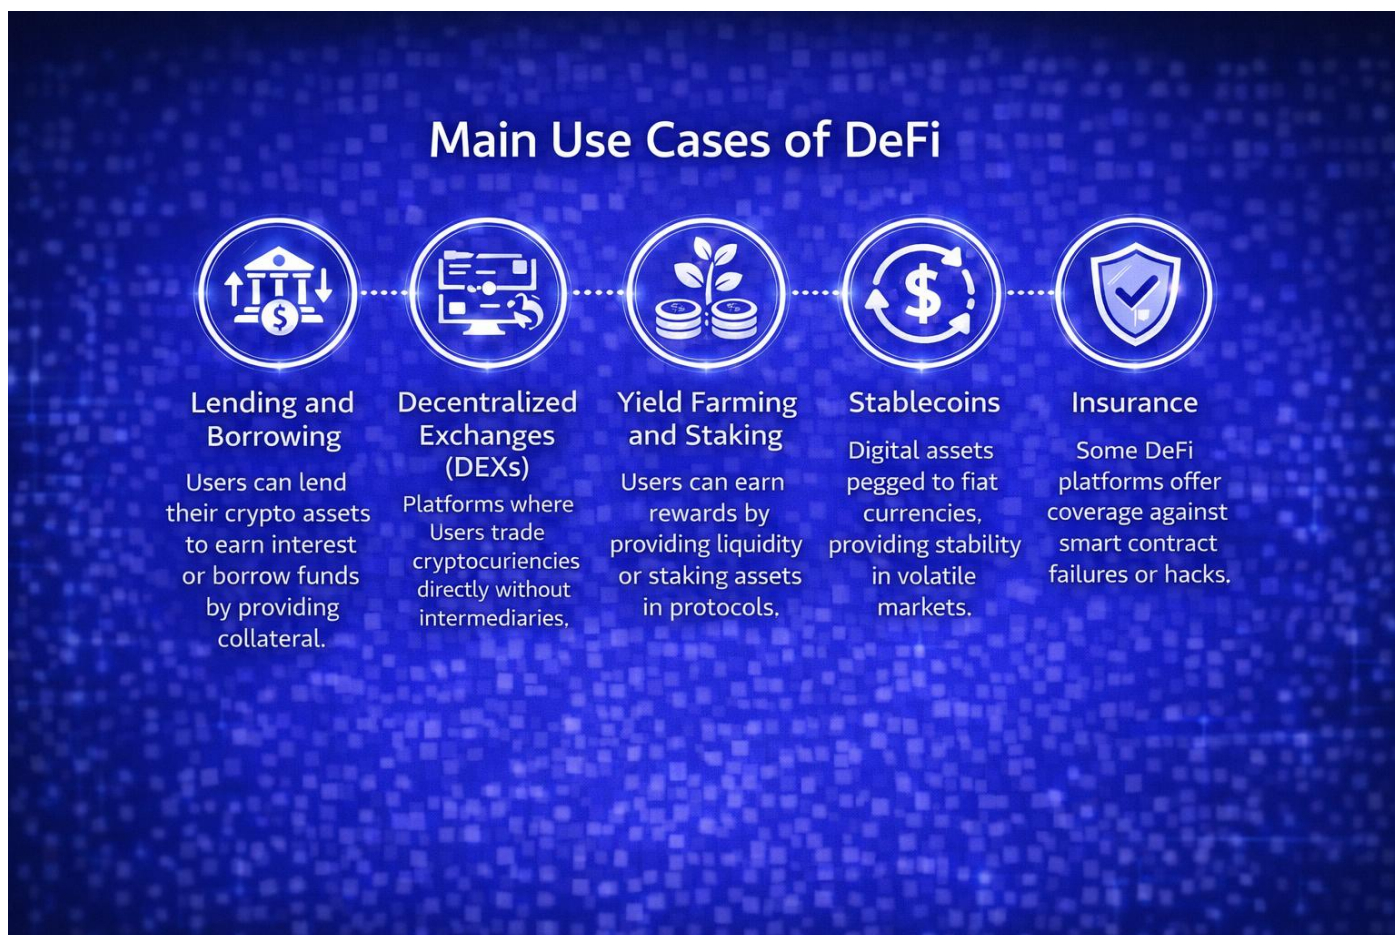 Main Use Cases of DeFi
Lending and
Borrowing
Users can lend
their crypto assets
to earn interest
or borrow funds
by providing
collateral.
Decentralized
Exchanges
(DEXs)
Platforms where
Users trade
cryptocuriencies
directly without
intermediaries,
Yield Farming
and Staking
Users can earn
rewards by
providing liquidity
or staking assets
in protocols.
Stablecoins
Digital assets
pegged to fiat
currencies,
providing stability
in volatile
markets.
Insurance
Some DeFi
platforms offer
coverage against
smart contract
failures or hacks.